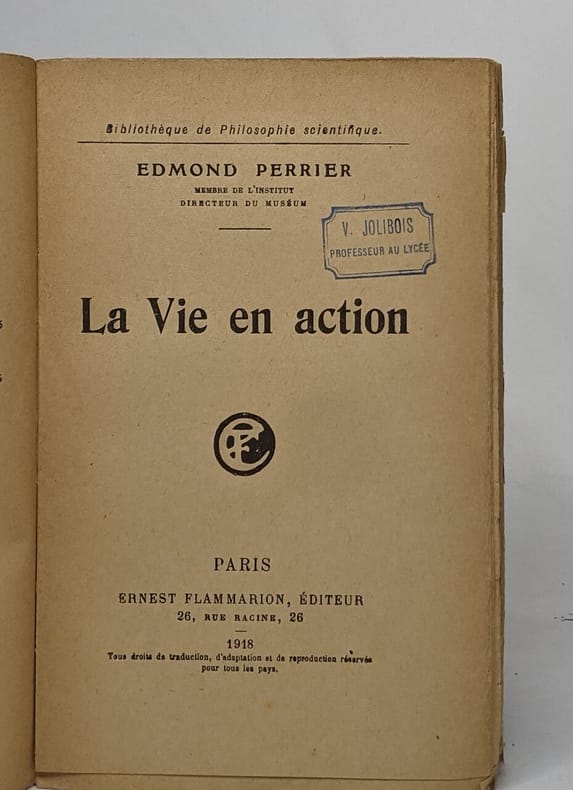 Bibliothèque de Philosophie scientifique.
EDMOND PERRIER
MEMBRE DE L'INSTITUT
DIRECTEUR DU MUSÉUM
V. JOLIBOIS
PROFESSEUR AU LYCÉE
La Vie en action
EF
PARIS
ERNEST FLAMMARION, ÉDITEUR
26, RUE RACINE, 26
1918
Tous droits de traduction, d'adaptation et de reproduction réservés
pour tous les pays.